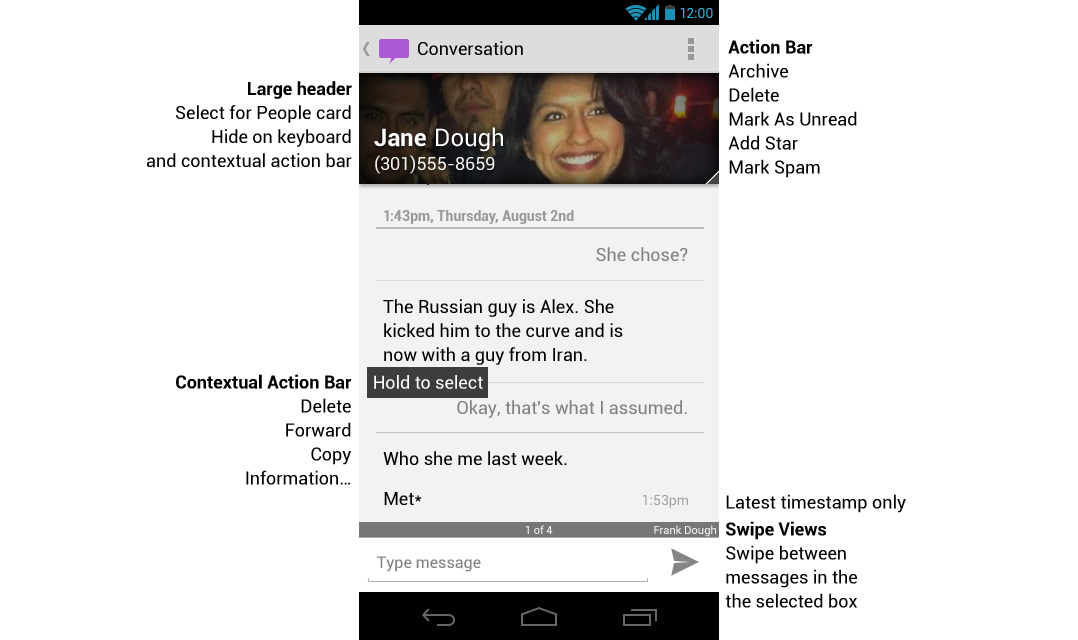 12:00
Conversation
Large header
Select for People card
Hide on keyboard
and contextual action bar
Action Bar
Archive
Delete
Mark As Unread
Add Star
Mark Spam
Jane Dough
(301)555-8659
1:43pm, Thursday, August 2nd
She chose?
The Russian guy is Alex. She
kicked him to the curve and is
now with a guy from Iran.
Hold to select
Contextual Action Bar
Delete
Forward
Copy
Information...
Okay, that's what I assumed.
Who she me last week.
Met*
1:53pm
Latest timestamp only
1 of 4
Frank Dough
Swipe Views
Swipe between
messages in the
the selected box
Type message